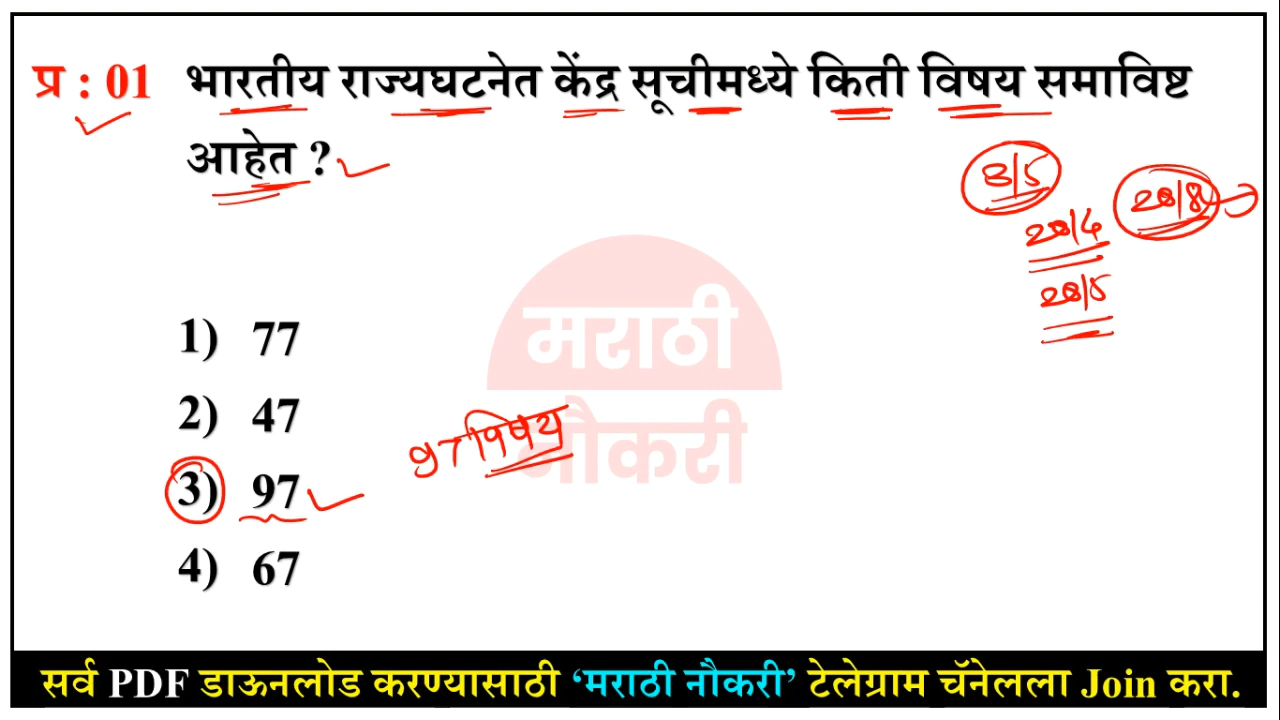 प्र : 01 भारतीय राज्यघटनेत केंद्र सूचीमध्ये किती विषय समाविष्ट
आहेत ?
1) 77
2) 47
3) 97
4) 67
97 विषय
मराठी
नौकरी
सर्व PDF डाऊनलोड करण्यासाठी ‘मराठी नौकरी’ टेलेग्राम चॅनेलला Join करा.